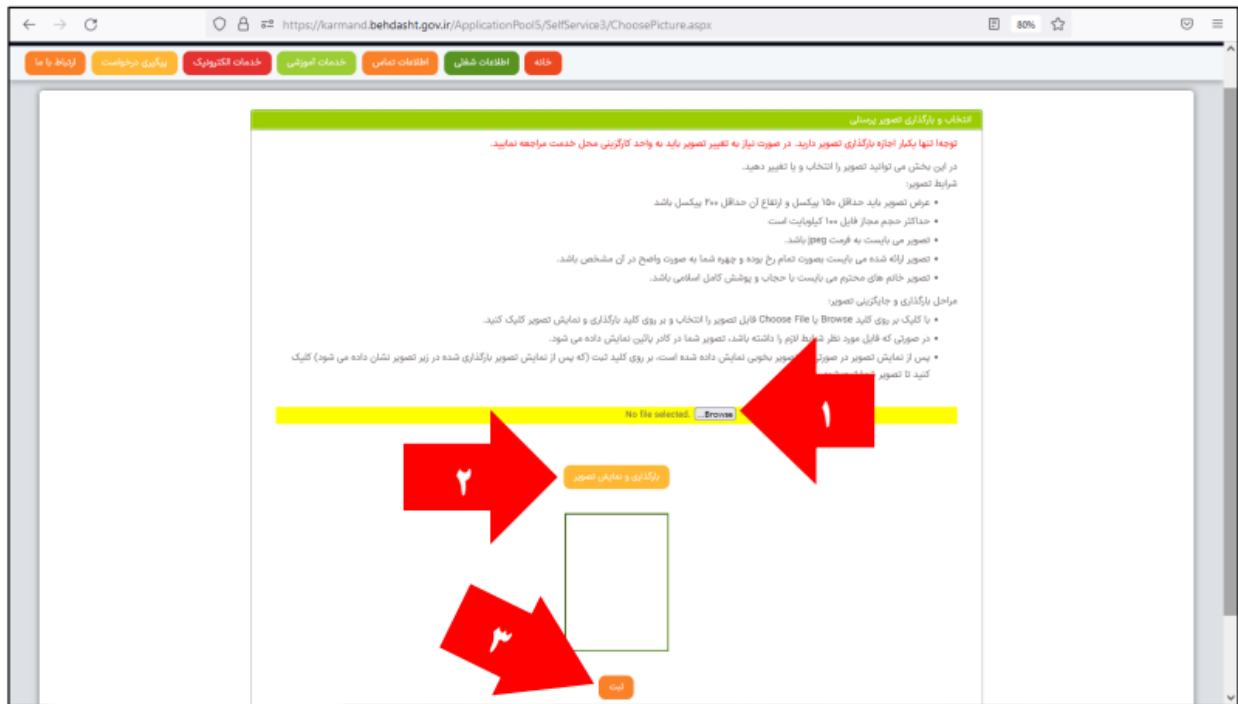 https://karmand.behdasht.gov.ir/ApplicationPool5/SelfService3/ChoosePicture.aspx 80%
خانه اطلاعات شغلی اطلاعات تماس خدمات آموزشی خدمات الکترونیک پیگیری درخواست ارتباط با ما
انتخاب و بارگذاری تصویر پرسنلی
توجه! تنها یکبار اجازه بارگذاری تصویر دارید. در صورت نیاز به تغییر تصویر باید به واحد کارگزینی محل خدمت مراجعه نمایید.
در این بخش می توانید تصویر را انتخاب و یا تغییر دهید.
شرایط تصویر:
• عرض تصویر باید حداقل ۱۵۰ پیکسل و ارتفاع آن حداقل ۲۰۰ پیکسل باشد
• حداکثر حجم مجاز فایل ۱۰۰ کیلوبایت است
• تصویر می بایست به فرمت jpeg باشد.
• تصویر ارائه شده می بایست بصورت تمام رخ بوده و چهره شما به صورت واضح در آن مشخص باشد.
• تصویر خانم های محترم می بایست با حجاب و پوشش کامل اسلامی باشد.
مراحل بارگذاری و جایگزینی تصویر:
• با کلیک بر روی کلید Browse یا Choose File فایل تصویر را انتخاب و بر روی کلید بارگذاری و نمایش تصویر کلیک کنید.
• در صورتی که فایل مورد نظر شرایط لازم را داشته باشد، تصویر شما در کادر پائین نمایش داده می شود.
• پس از نمایش تصویر در صورتی تصویر بخوبی نمایش داده شده است، بر روی کلید ثبت (که پس از نمایش تصویر بارگذاری شده در زیر تصویر نشان داده می شود) کلیک
کنید تا تصویر
Browse... No file selected.
۱
بارگذاری و نمایش تصویر
۲
۳
ثبت